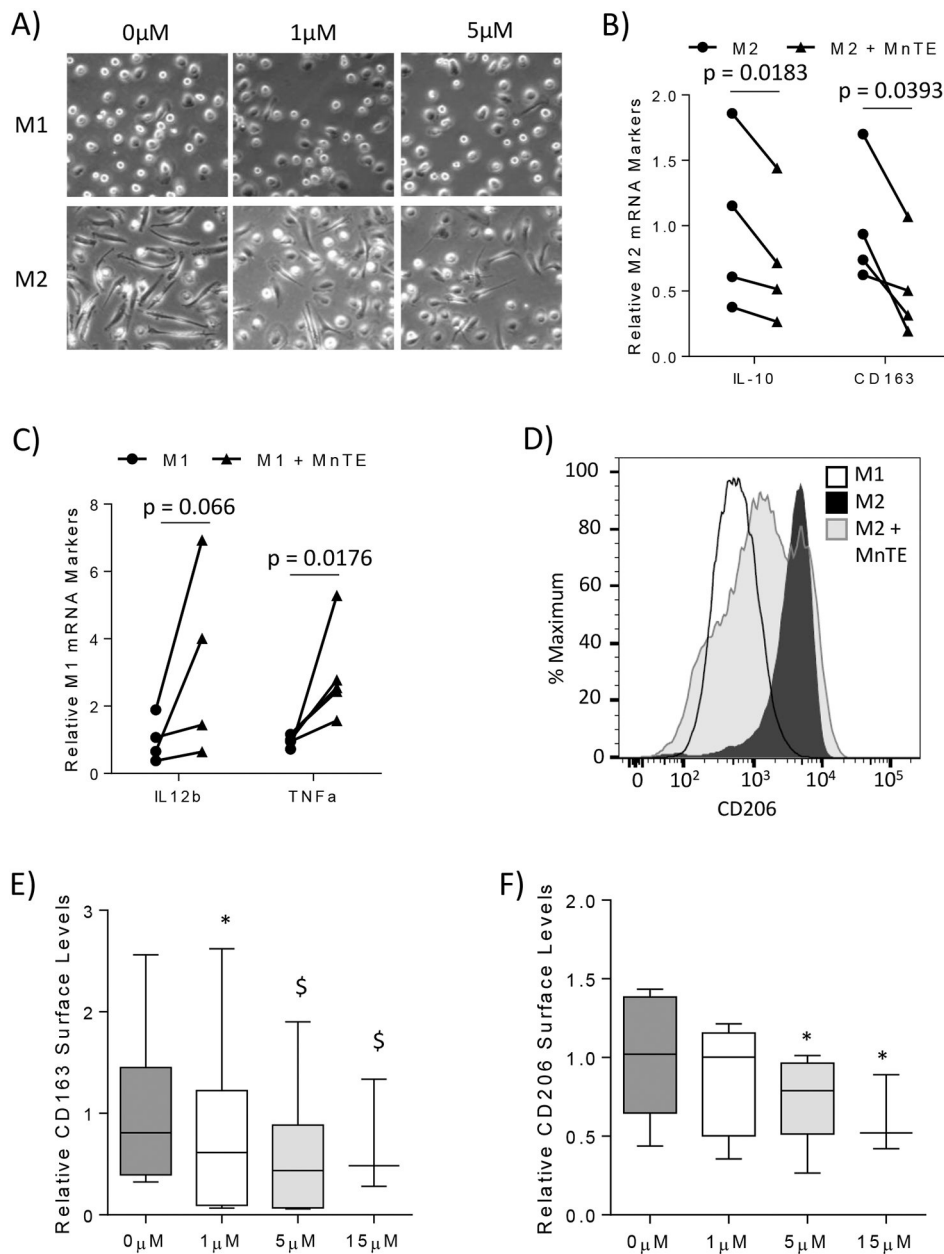 A)
0µM 1µM 5µM
M1
M2
B)
M2 M2 + MnTE
p = 0.0183
p = 0.0393
Relative M2 mRNA Markers
2.0
1.5
1.0
0.5
0.0
IL-10 CD163
C)
M1 M1 + MnTE
p = 0.066
p = 0.0176
Relative M1 mRNA Markers
8
6
4
2
0
IL12b TNFa
D)
M1
M2
M2 +
MnTE
% Maximum
100
80
60
40
20
0
0 10² 10³ 10⁴ 10⁵
CD206
E)
Relative CD163 Surface Levels
3
2
1
0
* $ $
0µM 1µM 5µM 15µM
F)
Relative CD206 Surface Levels
2.0
1.5
1.0
0.5
0.0
* *
0µM 1µM 5µM 15µM